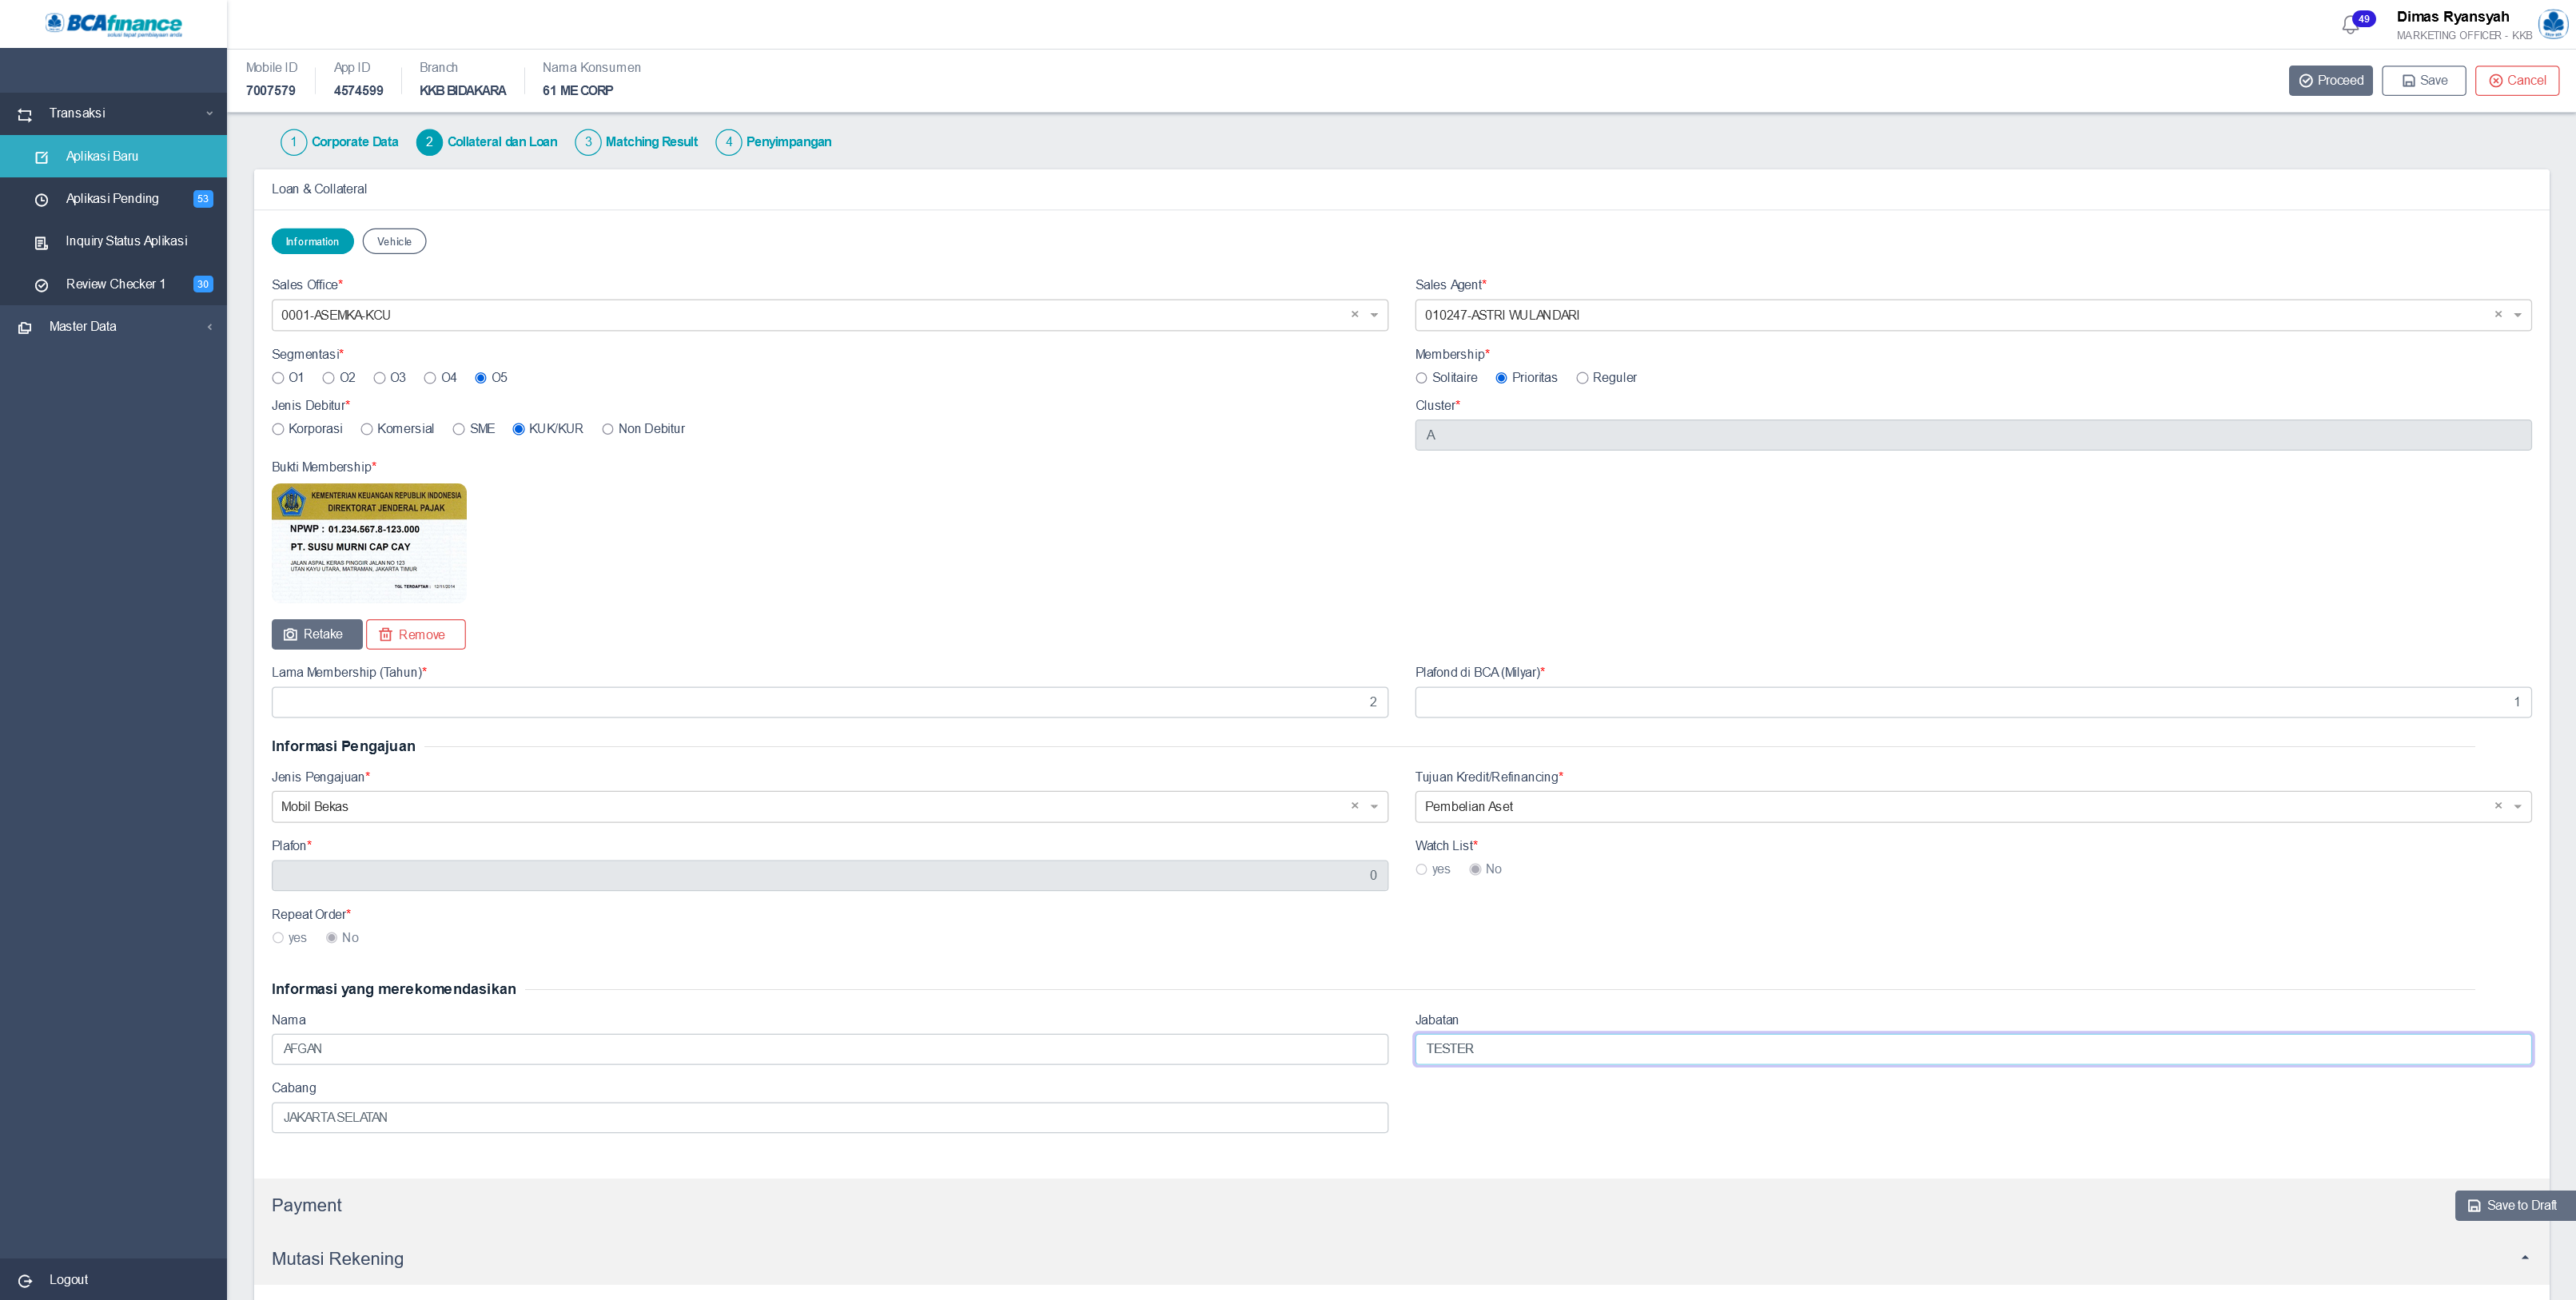 BCAfinance
solusi tepat pembiayaan anda
49
Dimas Ryansyah
MARKETING OFFICER - KKB
Mobile ID
7007579
App ID
4574599
Branch
KKB BIDAKARA
Nama Konsumen
61 ME CORP
Proceed
Save
Cancel
Transaksi
Aplikasi Baru
Aplikasi Pending 53
Inquiry Status Aplikasi
Review Checker 1 30
Master Data
Logout
1 Corporate Data 2 Collateral dan Loan 3 Matching Result 4 Penyimpangan
Loan & Collateral
Information Vehicle
Sales Office*
0001-ASEMKA-KCU
Sales Agent*
010247-ASTRI WULANDARI
Segmentasi*
O1 O2 O3 O4 O5
Membership*
Solitaire Prioritas Reguler
Jenis Debitur*
Korporasi Komersial SME KUK/KUR Non Debitur
Cluster*
A
Bukti Membership*
KEMENTERIAN KEUANGAN REPUBLIK INDONESIA
DIREKTORAT JENDERAL PAJAK
NPWP : 01.234.567.8-123.000
PT. SUSU MURNI CAP CAY
JALAN ASPAL KERAS PINGGIR JALAN NO 123
UTAN KAYU UTARA, MATRAMAN, JAKARTA TIMUR
TGL TERDAFTAR : 12/11/2014
Retake Remove
Lama Membership (Tahun)*
2
Plafond di BCA (Milyar)*
1
Informasi Pengajuan
Jenis Pengajuan*
Mobil Bekas
Tujuan Kredit/Refinancing*
Pembelian Aset
Plafon*
0
Watch List*
yes No
Repeat Order*
yes No
Informasi yang merekomendasikan
Nama
AFGAN
Jabatan
TESTER
Cabang
JAKARTA SELATAN
Payment
Save to Draft
Mutasi Rekening